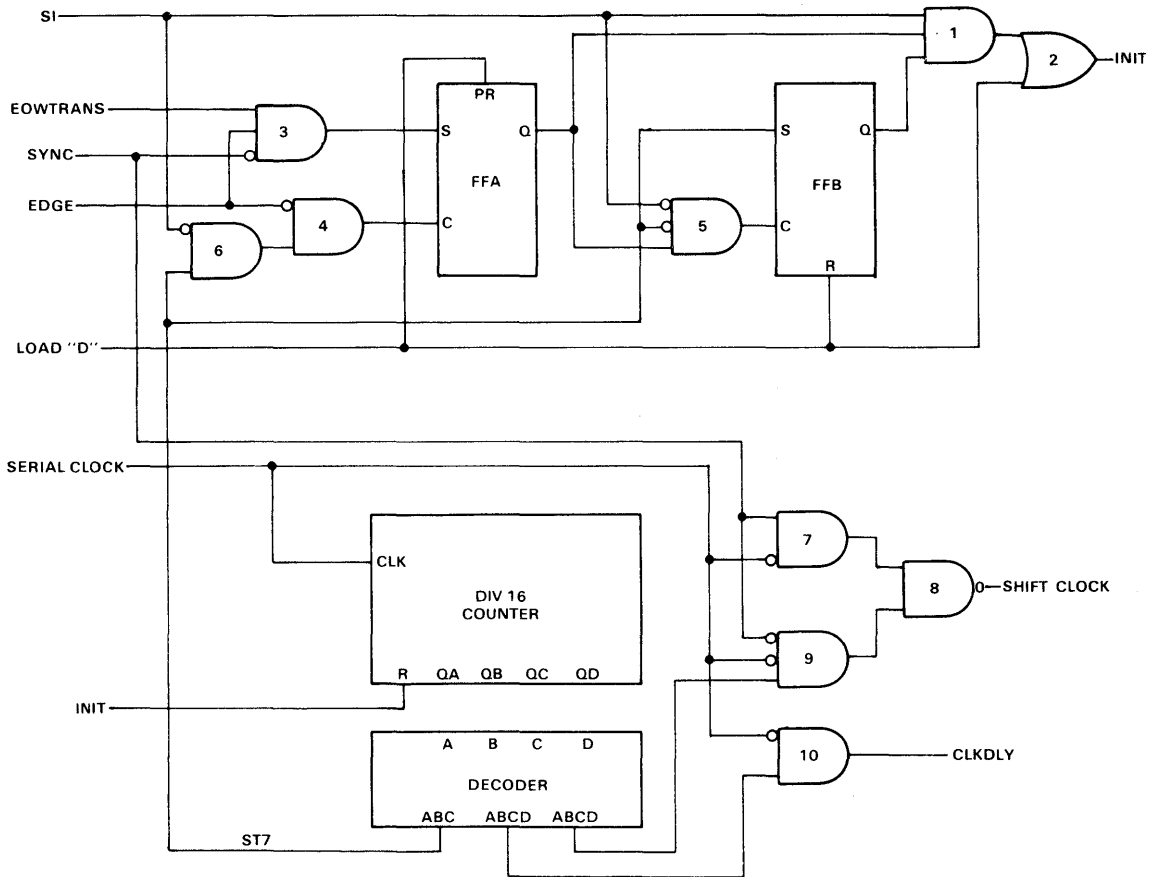 SI
1
2
INIT
PR
EOWTRANS
3
S
Q
S
Q
SYNC
FFA
FFB
EDGE
4
C
5
C
6
R
LOAD "D"
SERIAL CLOCK
7
CLK
DIV 16
COUNTER
8
SHIFT CLOCK
9
R QA QB QC QD
INIT
A B C D
10
CLKDLY
DECODER
ABC ABCD ABCD
ST7